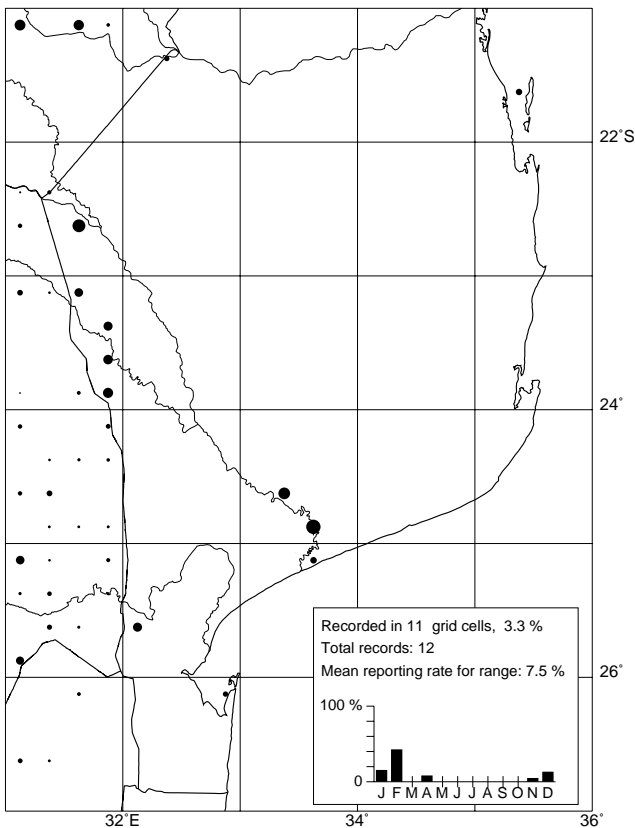 22°S
24°
Recorded in 11 grid cells, 3.3 %
Total records: 12
Mean reporting rate for range: 7.5 %
26°
100 %
0
J F M A M J J A S O N D
32°E 34° 36°